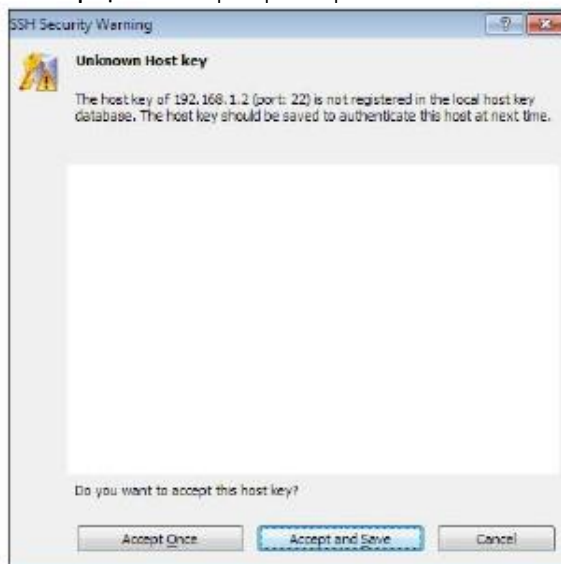 SSH Security Warning
Unknown Host key
The host key of 192.168.1.2 (port: 22) is not registered in the local host key
database. The host key should be saved to authenticate this host at next time.
Do you want to accept this host key?
Accept Once
Accept and Save
Cancel